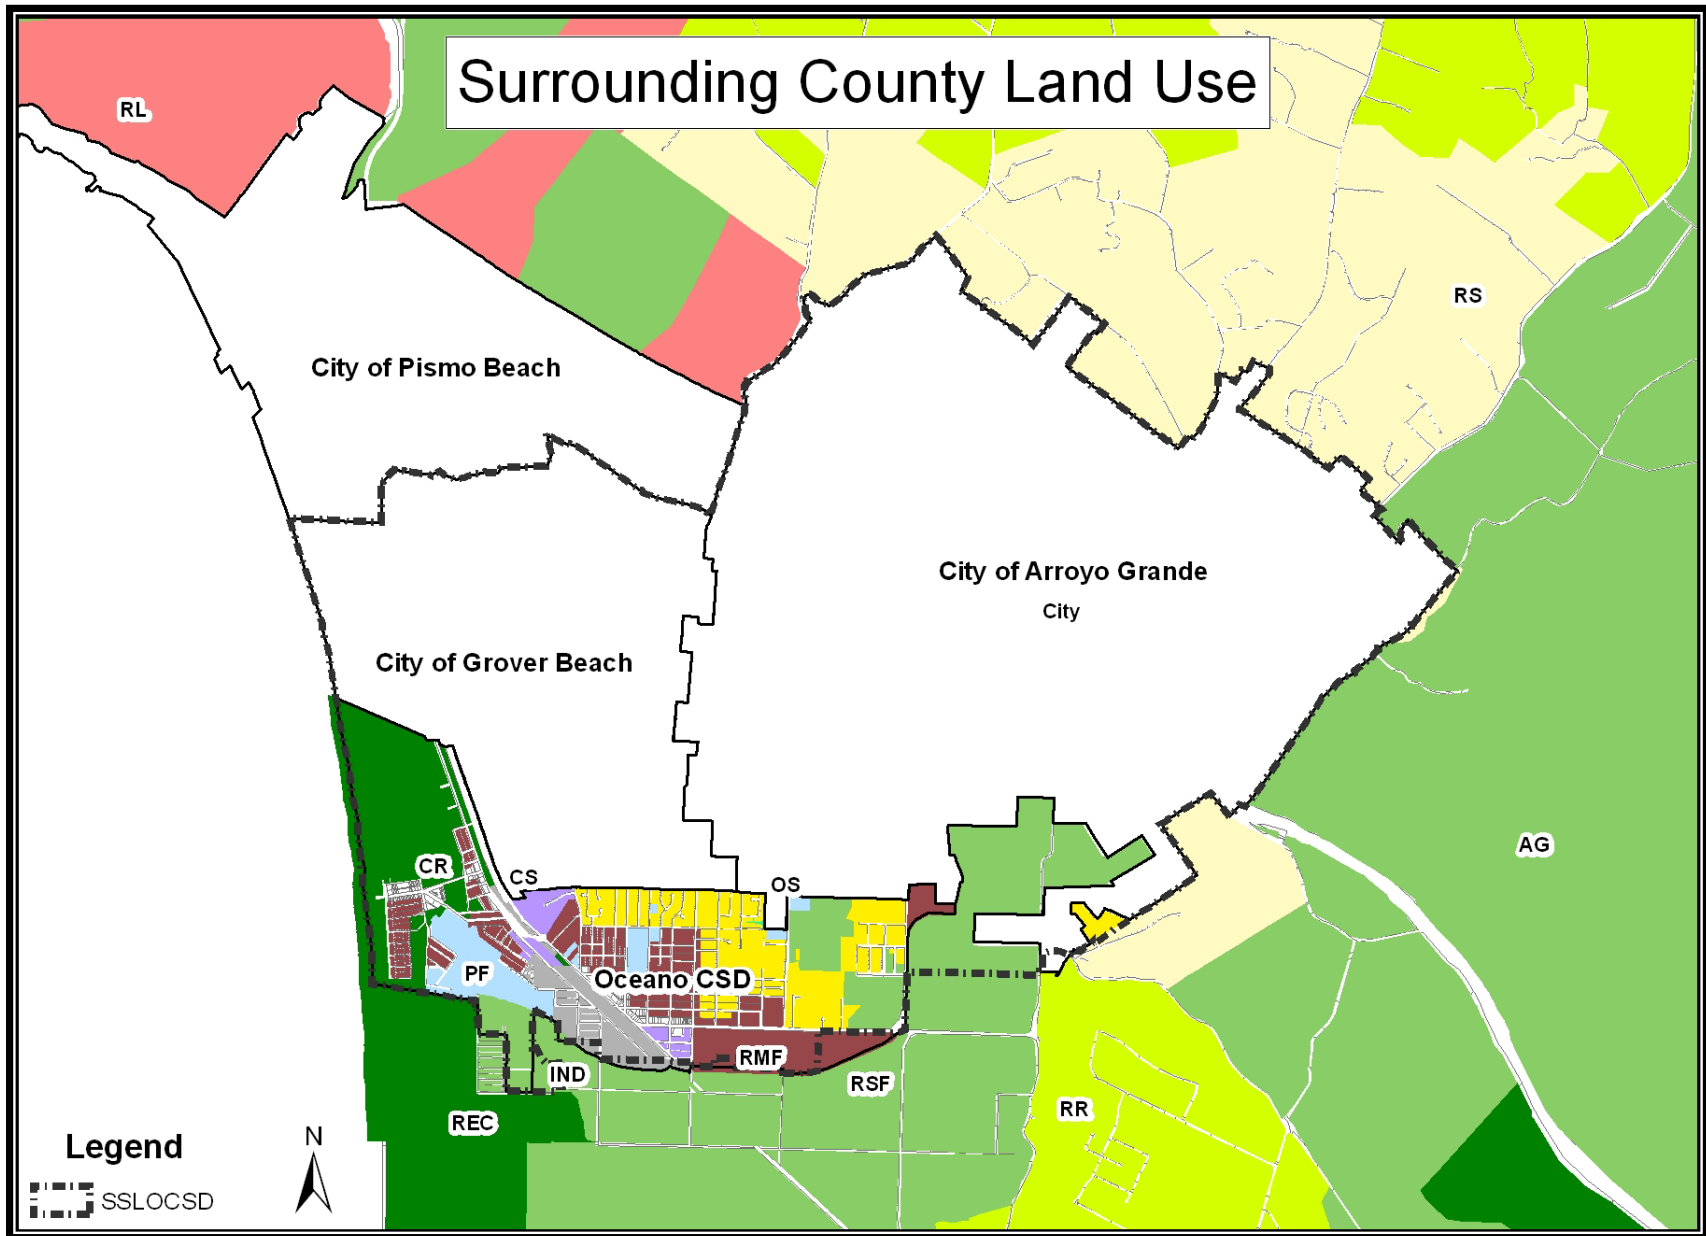 Surrounding County Land Use
RL
RS
City of Pismo Beach
City of Arroyo Grande
City
City of Grover Beach
AG
CR
CS
OS
PF
Oceano CSD
RMF
IND
RSF
REC
RR
Legend
N
SSLOCSD